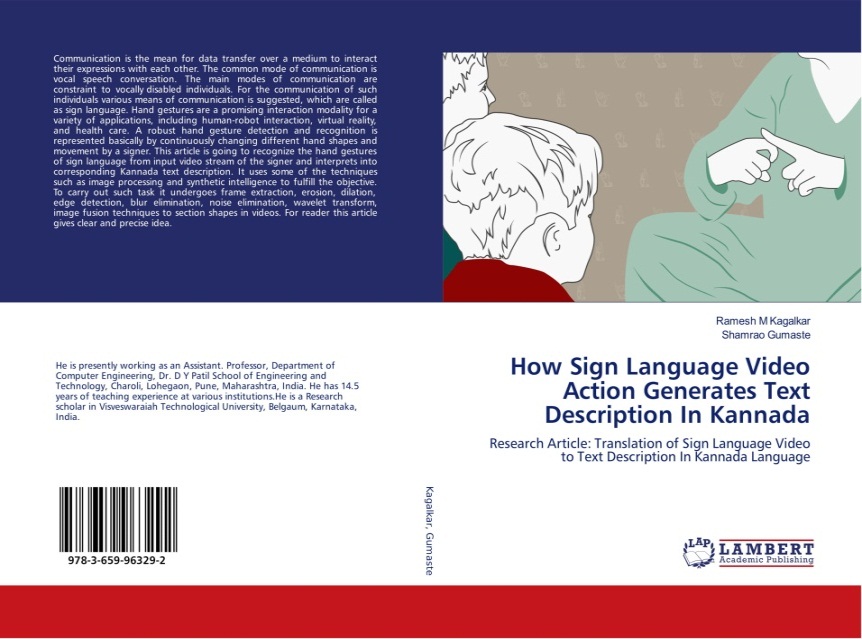 Communication is the mean for data transfer over a medium to interact
their expressions with each other. The common mode of communication is
vocal speech conversation. The main modes of communication are
constraint to vocally disabled individuals. For the communication of such
individuals various means of communication is suggested, which are called
as sign language. Hand gestures are a promising interaction modality for a
variety of applications, including human-robot interaction, virtual reality,
and health care. A robust hand gesture detection and recognition is
represented basically by continuously changing different hand shapes and
movement by a signer. This article is going to recognize the hand gestures
of sign language from input video stream of the signer and interprets into
corresponding Kannada text description. It uses some of the techniques
such as image processing and synthetic intelligence to fulfill the objective.
To carry out such task it undergoes frame extraction, erosion, dilation,
edge detection, blur elimination, noise elimination, wavelet transform,
image fusion techniques to section shapes in videos. For reader this article
gives clear and precise idea.
He is presently working as an Assistant. Professor, Department of
Computer Engineering, Dr. D Y Patil School of Engineering and
Technology, Charoli, Lohegaon, Pune, Maharashtra, India. He has 14.5
years of teaching experience at various institutions.He is a Research
scholar in Visveswaraiah Technological University, Belgaum, Karnataka,
India.
978-3-659-96329-2
Kagalkar, Gumaste
Ramesh M Kagalkar
Shamrao Gumaste
How Sign Language Video
Action Generates Text
Description In Kannada
Research Article: Translation of Sign Language Video
to Text Description In Kannada Language
LAP
LAMBERT
Academic Publishing